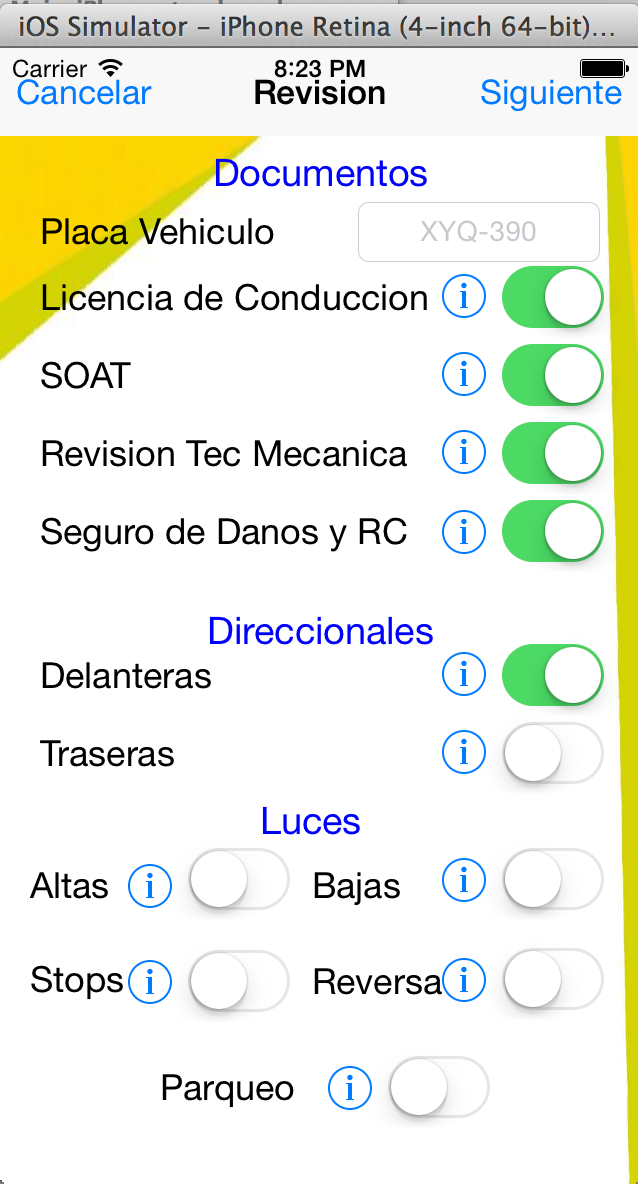 iOS Simulator – iPhone Retina (4-inch 64-bit)...
Carrier 8:23 PM
Cancelar Revision Siguiente
Documentos
Placa Vehiculo XYQ-390
Licencia de Conduccion i
SOAT i
Revision Tec Mecanica i
Seguro de Danos y RC i
Direccionales
Delanteras i
Traseras i
Luces
Altas i Bajas i
Stops i Reversa i
Parqueo i